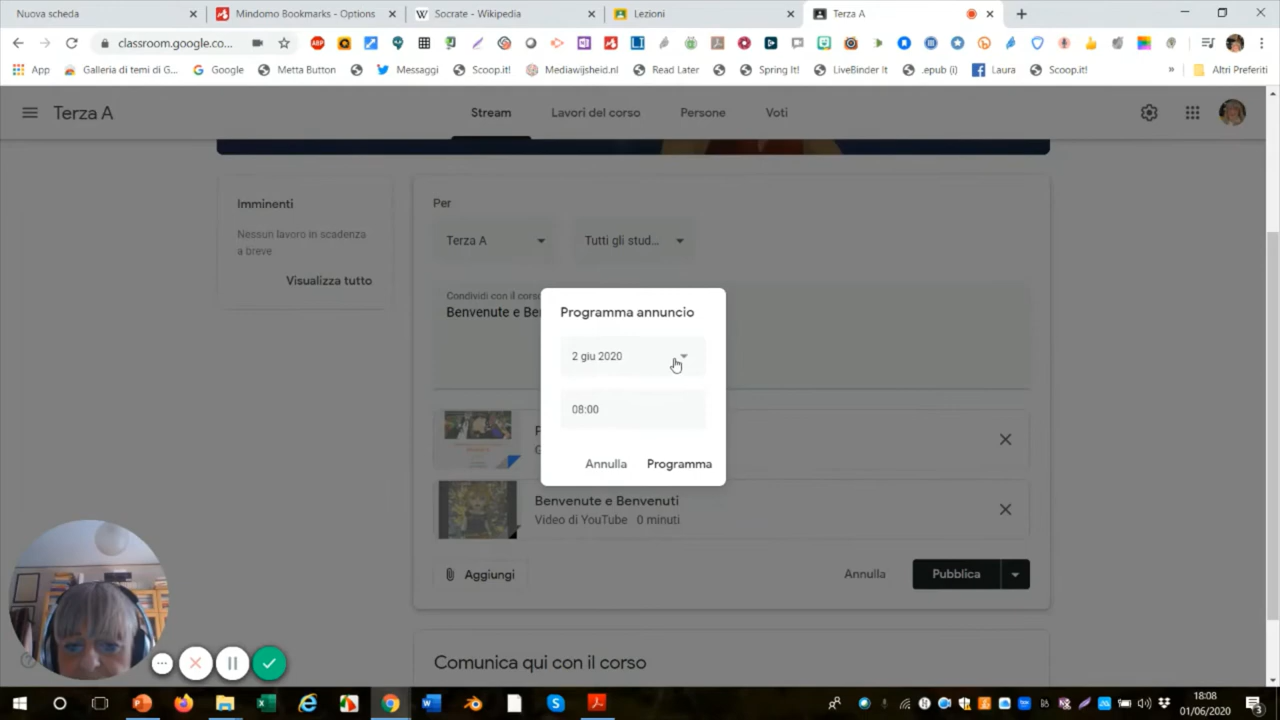 Nuova scheda
Mindomo Bookmarks - Options
Socrate - Wikipedia
Lezioni
Terza A
classroom.google.co...
App
Galleria di temi di G...
Google
Metta Button
Messaggi
Scoop.it!
Mediawijsheid.nl
Read Later
Spring It!
LiveBinder It
.epub (i)
Laura
Scoop.it!
»
Altri Preferiti
Terza A
Stream
Lavori del corso
Persone
Voti
Imminenti
Nessun lavoro in scadenza
a breve
Visualizza tutto
Per
Terza A
Tutti gli stud...
Condividi con il corso
Benvenute e Be
Programma annuncio
2 giu 2020
08:00
Annulla
Programma
Benvenute e Benvenuti
Video di YouTube 0 minuti
Aggiungi
Annulla
Pubblica
Comunica qui con il corso
18:08
01/06/2020